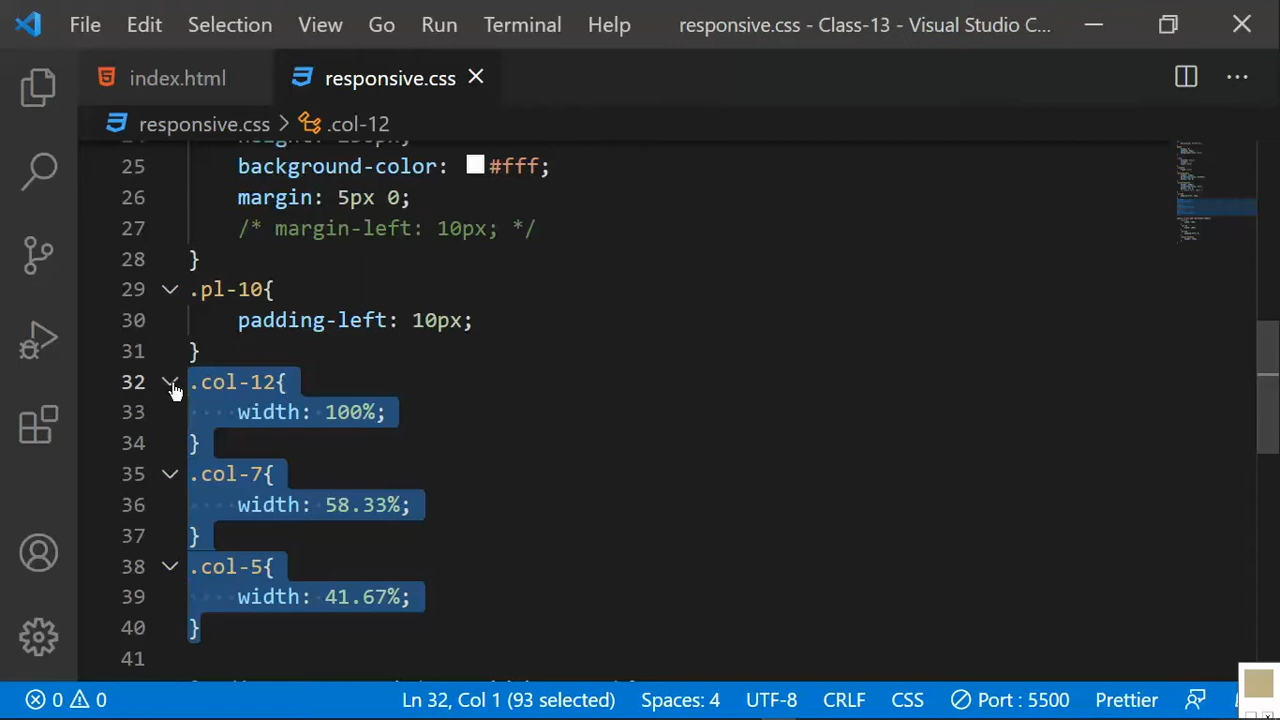 File Edit Selection View Go Run Terminal Help responsive.css - Class-13 - Visual Studio C...
index.html responsive.css
responsive.css > .col-12
25 background-color: #fff;
26 margin: 5px 0;
27 /* margin-left: 10px; */
28 }
29 .pl-10{
30 padding-left: 10px;
31 }
32 .col-12{
33 width: 100%;
34 }
35 .col-7{
36 width: 58.33%;
37 }
38 .col-5{
39 width: 41.67%;
40 }
41
0 0 Ln 32, Col 1 (93 selected) Spaces: 4 UTF-8 CRLF CSS Port : 5500 Prettier